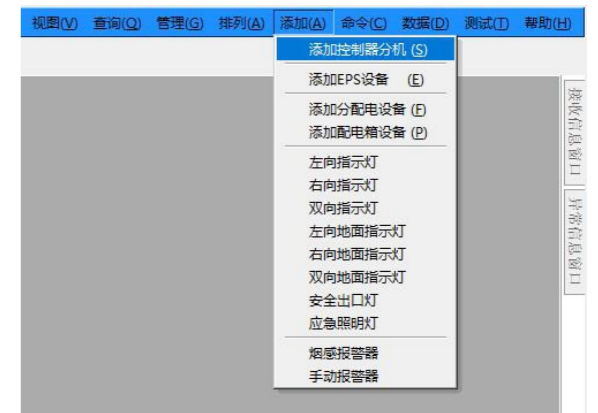 视图(V) 查询(Q) 管理(G) 排列(A) 添加(A) 命令(C) 数据(D) 测试(T) 帮助(H)
添加控制器分机 (S)
添加EPS设备 (E)
添加分配电设备 (F)
添加配电箱设备 (P)
左向指示灯
右向指示灯
双向指示灯
左向地面指示灯
右向地面指示灯
双向地面指示灯
安全出口灯
应急照明灯
烟感报警器
手动报警器
接收信息窗口
异常信息窗口